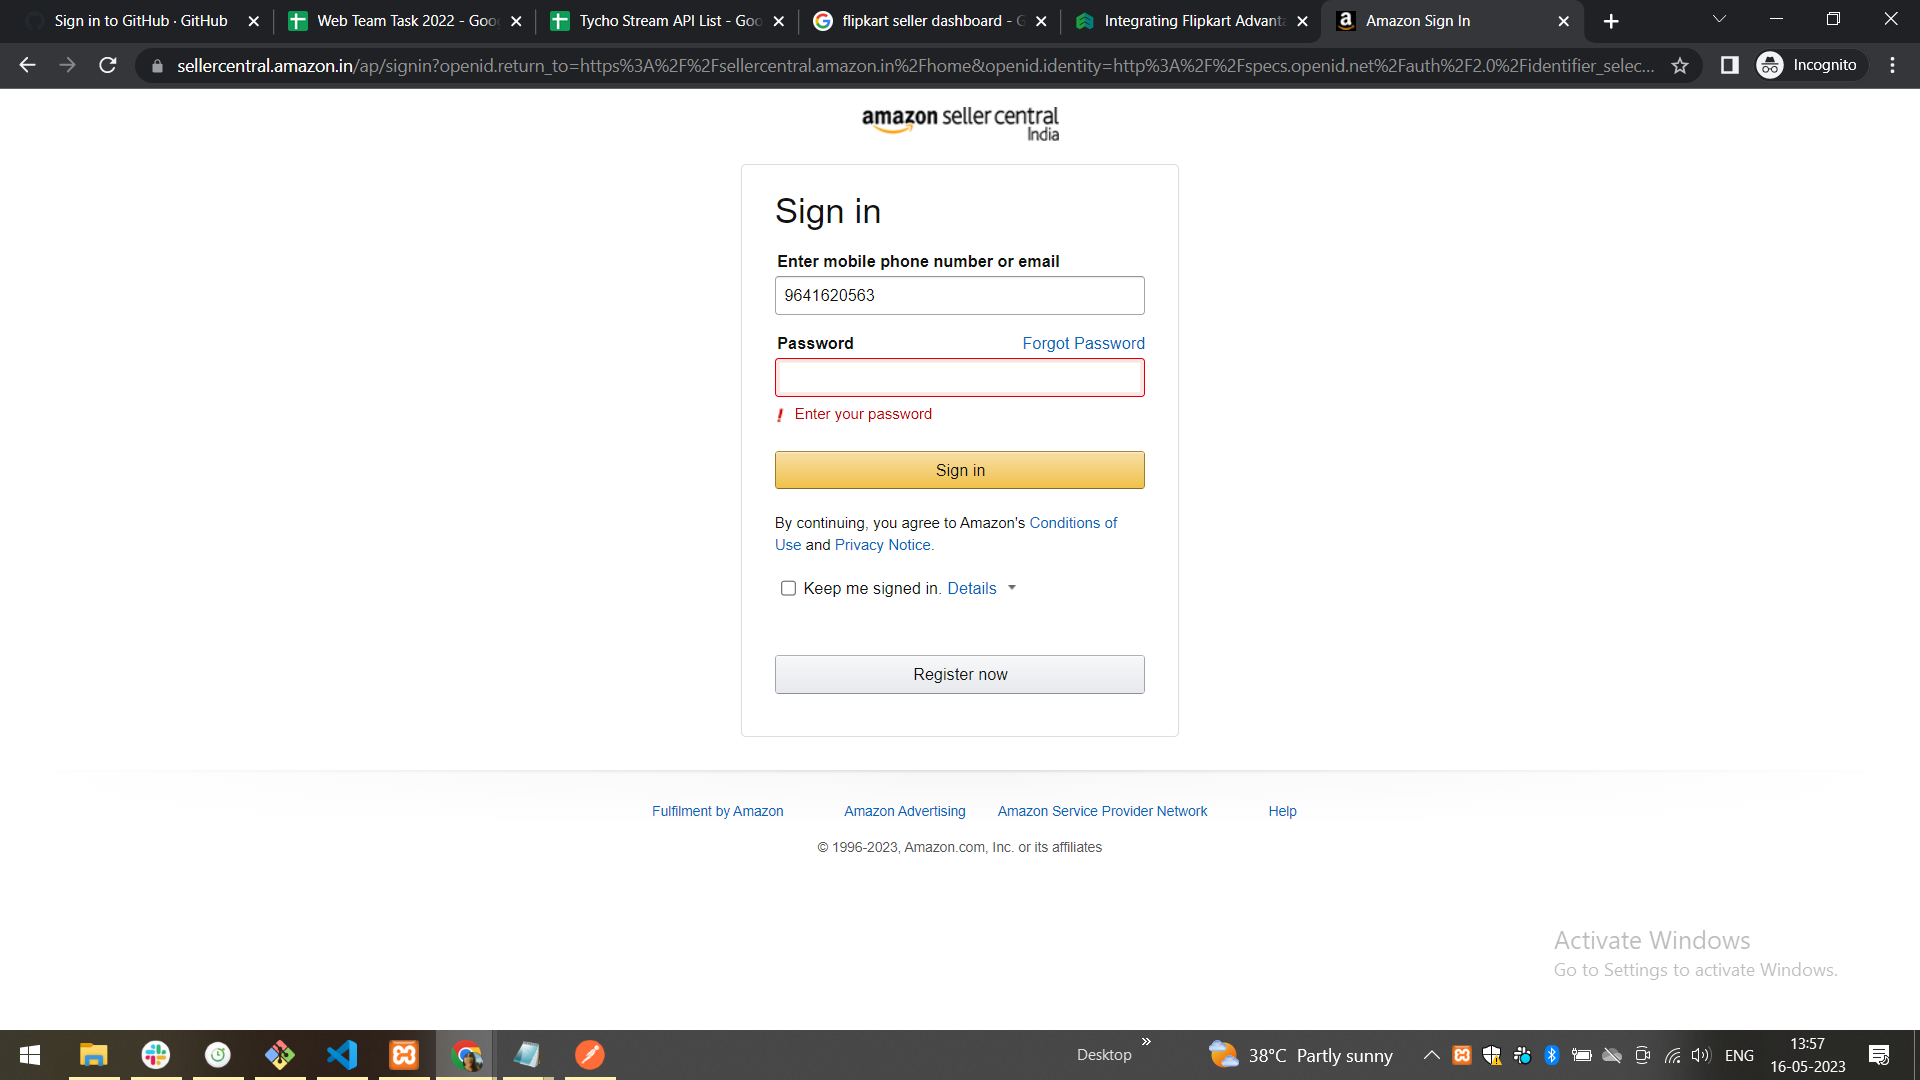 Sign in to GitHub · GitHub
Web Team Task 2022 - Goo
Tycho Stream API List - Goo
flipkart seller dashboard - G
Integrating Flipkart Advanta
Amazon Sign In
sellercentral.amazon.in/ap/signin?openid.return_to=https%3A%2F%2Fsellercentral.amazon.in%2Fhome&openid.identity=http%3A%2F%2Fspecs.openid.net%2Fauth%2F2.0%2Fidentifier_selec...
Incognito
amazon seller central
India
Sign in
Enter mobile phone number or email
9641620563
Password
Forgot Password
! Enter your password
Sign in
By continuing, you agree to Amazon's Conditions of
Use and Privacy Notice.
Keep me signed in. Details
Register now
Fulfilment by Amazon
Amazon Advertising
Amazon Service Provider Network
Help
© 1996-2023, Amazon.com, Inc. or its affiliates
Activate Windows
Go to Settings to activate Windows.
Desktop
38°C Partly sunny
ENG
13:57
16-05-2023